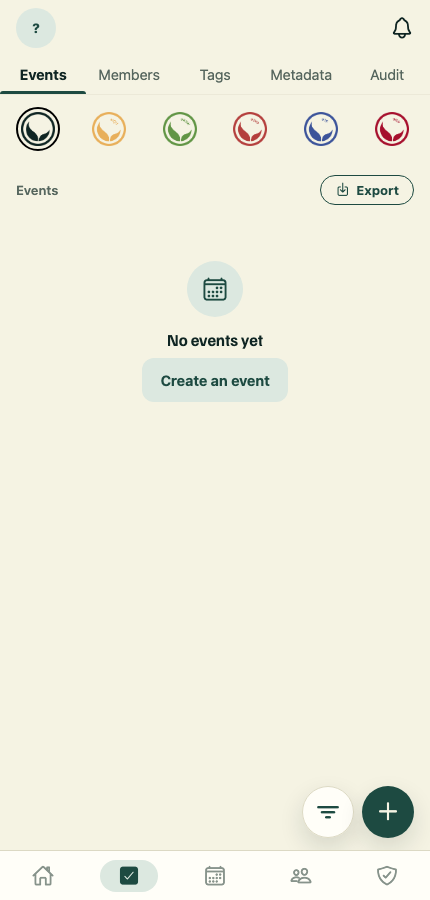 ?
Events Members Tags Metadata Audit
Events Export
No events yet
Create an event